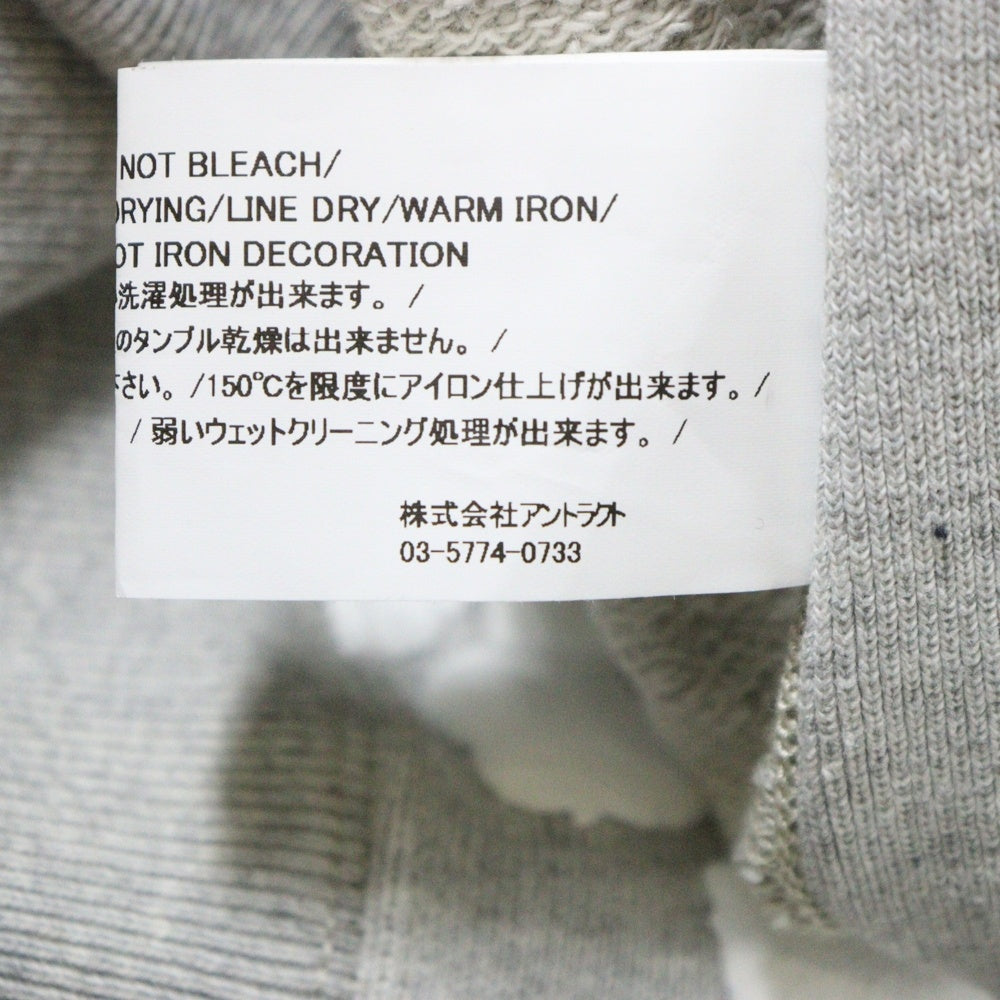 NOT BLEACH/
DRYING/LINE DRY/WARM IRON/
OT IRON DECORATION
洗濯処理が出来ます。 /
のタンブル乾燥は出来ません。 /
さい。 /150℃を限度にアイロン仕上げが出来ます。 /
/ 弱いウェットクリーニング処理が出来ます。 /
株式会社アントラクト
03-5774-0733